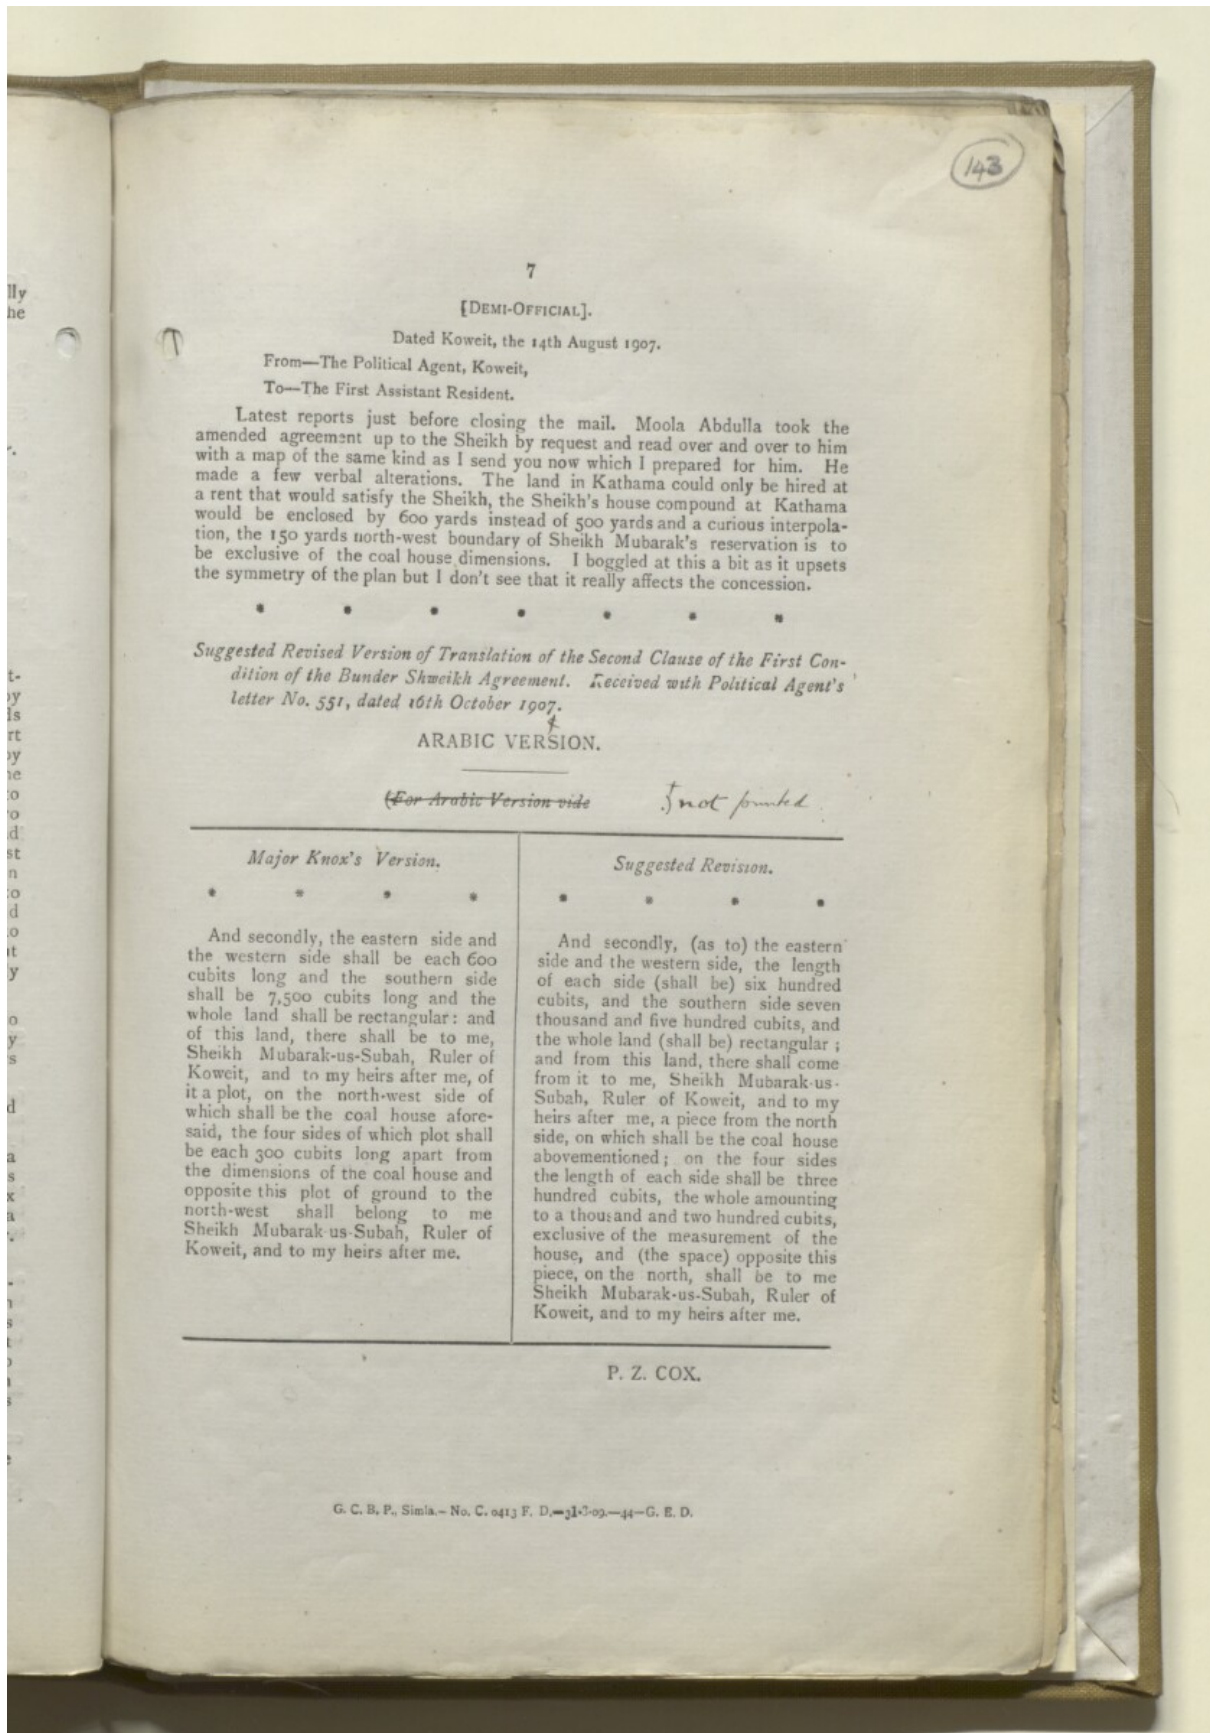 143
7
[DEMI-OFFICIAL].
Dated Koweit, the 14th August 1907.
From—The Political Agent, Koweit,
To—The First Assistant Resident.
Latest reports just before closing the mail. Moola Abdulla took the
amended agreement up to the Sheikh by request and read over and over to him
with a map of the same kind as I send you now which I prepared for him. He
made a few verbal alterations. The land in Kathama could only be hired at
a rent that would satisfy the Sheikh, the Sheikh's house compound at Kathama
would be enclosed by 600 yards instead of 500 yards and a curious interpola-
tion, the 150 yards north-west boundary of Sheikh Mubarak's reservation is to
be exclusive of the coal house dimensions. I boggled at this a bit as it upsets
the symmetry of the plan but I don't see that it really affects the concession.
* * * * * * *
Suggested Revised Version of Translation of the Second Clause of the First Con-
dition of the Bunder Shweikh Agreement. Received with Political Agent's
letter No. 551, dated 16th October 1907.
ARABIC VERSION.
(For Arabic Version vide
not printed.
Major Knox's Version.
* * * *
And secondly, the eastern side and
the western side shall be each 600
cubits long and the southern side
shall be 7,500 cubits long and the
whole land shall be rectangular: and
of this land, there shall be to me,
Sheikh Mubarak-us-Subah, Ruler of
Koweit, and to my heirs after me, of
it a plot, on the north-west side of
which shall be the coal house afore-
said, the four sides of which plot shall
be each 300 cubits long apart from
the dimensions of the coal house and
opposite this plot of ground to the
north-west shall belong to me
Sheikh Mubarak-us-Subah, Ruler of
Koweit, and to my heirs after me.
Suggested Revision.
* * * *
And secondly, (as to) the eastern
side and the western side, the length
of each side (shall be) six hundred
cubits, and the southern side seven
thousand and five hundred cubits, and
the whole land (shall be) rectangular;
and from this land, there shall come
from it to me, Sheikh Mubarak-us-
Subah, Ruler of Koweit, and to my
heirs after me, a piece from the north
side, on which shall be the coal house
abovementioned; on the four sides
the length of each side shall be three
hundred cubits, the whole amounting
to a thousand and two hundred cubits,
exclusive of the measurement of the
house, and (the space) opposite this
piece, on the north, shall be to me
Sheikh Mubarak-us-Subah, Ruler of
Koweit, and to my heirs after me.
P. Z. COX.
G. C. B. P., Simla.—No. C. 0413 F. D.—31-8-09.—44—G. E. D.